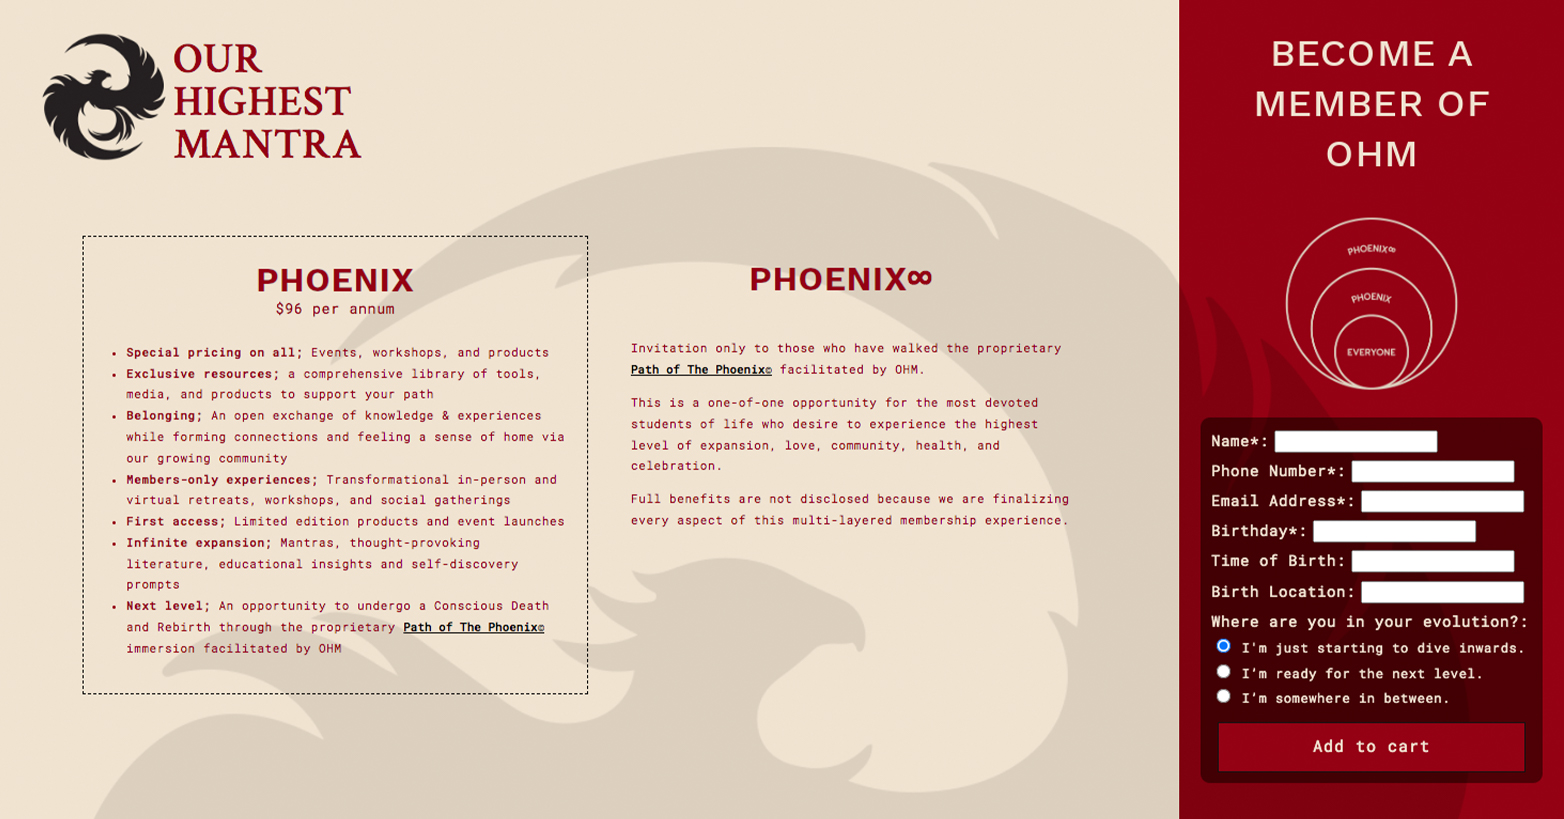 OUR
HIGHEST
MANTRA
PHOENIX
$96 per annum
• Special pricing on all; Events, workshops, and products
• Exclusive resources; a comprehensive library of tools,
media, and products to support your path
• Belonging; An open exchange of knowledge & experiences
while forming connections and feeling a sense of home via
our growing community
• Members-only experiences; Transformational in-person and
virtual retreats, workshops, and social gatherings
• First access; Limited edition products and event launches
• Infinite expansion; Mantras, thought-provoking
literature, educational insights and self-discovery
prompts
• Next level; An opportunity to undergo a Conscious Death
and Rebirth through the proprietary Path of The Phoenix©
immersion facilitated by OHM
PHOENIX∞
Invitation only to those who have walked the proprietary
Path of The Phoenix© facilitated by OHM.
This is a one-of-one opportunity for the most devoted
students of life who desire to experience the highest
level of expansion, love, community, health, and
celebration.
Full benefits are not disclosed because we are finalizing
every aspect of this multi-layered membership experience.
BECOME A
MEMBER OF
OHM
PHOENIX∞
PHOENIX
EVERYONE
Name*:
Phone Number*:
Email Address*:
Birthday*:
Time of Birth:
Birth Location:
Where are you in your evolution?:
I'm just starting to dive inwards.
I'm ready for the next level.
I'm somewhere in between.
Add to cart